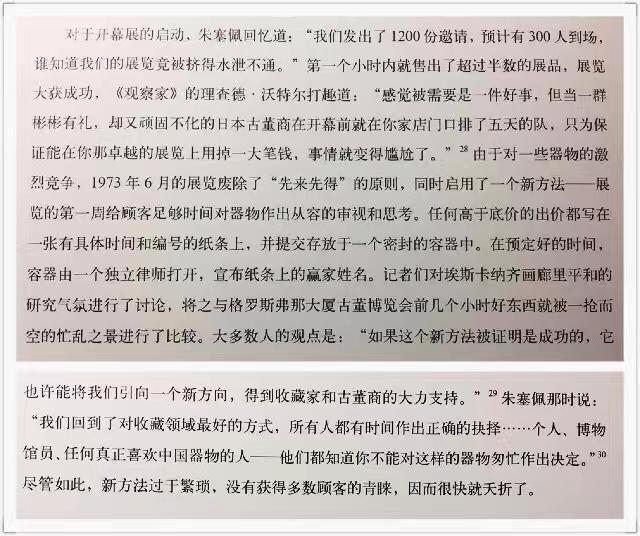 对于开幕展的启动，朱塞佩回忆道：“我们发出了1200份邀请，预计有300人到场，
谁知道我们的展览竟被挤得水泄不通。”第一个小时内就售出了超过半数的展品，展览
大获成功，《观察家》的理查德·沃特尔打趣道：“感觉被需要是一件好事，但当一群
彬彬有礼，却又顽固不化的日本古董商在开幕前就在你家店门口排了五天的队，只为保
证能在你那卓越的展览上用掉一大笔钱，事情就变得尴尬了。”28由于对一些器物的激
烈竞争，1973年6月的展览废除了“先来先得”的原则，同时启用了一个新方法——展
览的第一周给顾客足够时间对器物作出从容的审视和思考。任何高于底价的出价都写在
一张有具体时间和编号的纸条上，并提交存放于一个密封的容器中。在预定好的时间，
容器由一个独立律师打开，宣布纸条上的赢家姓名。记者们对埃斯卡纳齐画廊里平和的
研究气氛进行了讨论，将之与格罗斯弗那大厦古董博览会前几个小时好东西就被一抢而
空的忙乱之景进行了比较。大多数人的观点是：“如果这个新方法被证明是成功的，它
也许能将我们引向一个新方向，得到收藏家和古董商的大力支持。”29朱塞佩那时说：
“我们回到了对收藏领域最好的方式，所有人都有时间作出正确的抉择……个人、博物
馆员、任何真正喜欢中国器物的人——他们都知道你不能对这样的器物匆忙作出决定。”30
尽管如此，新方法过于繁琐，没有获得多数顾客的青睐，因而很快就夭折了。